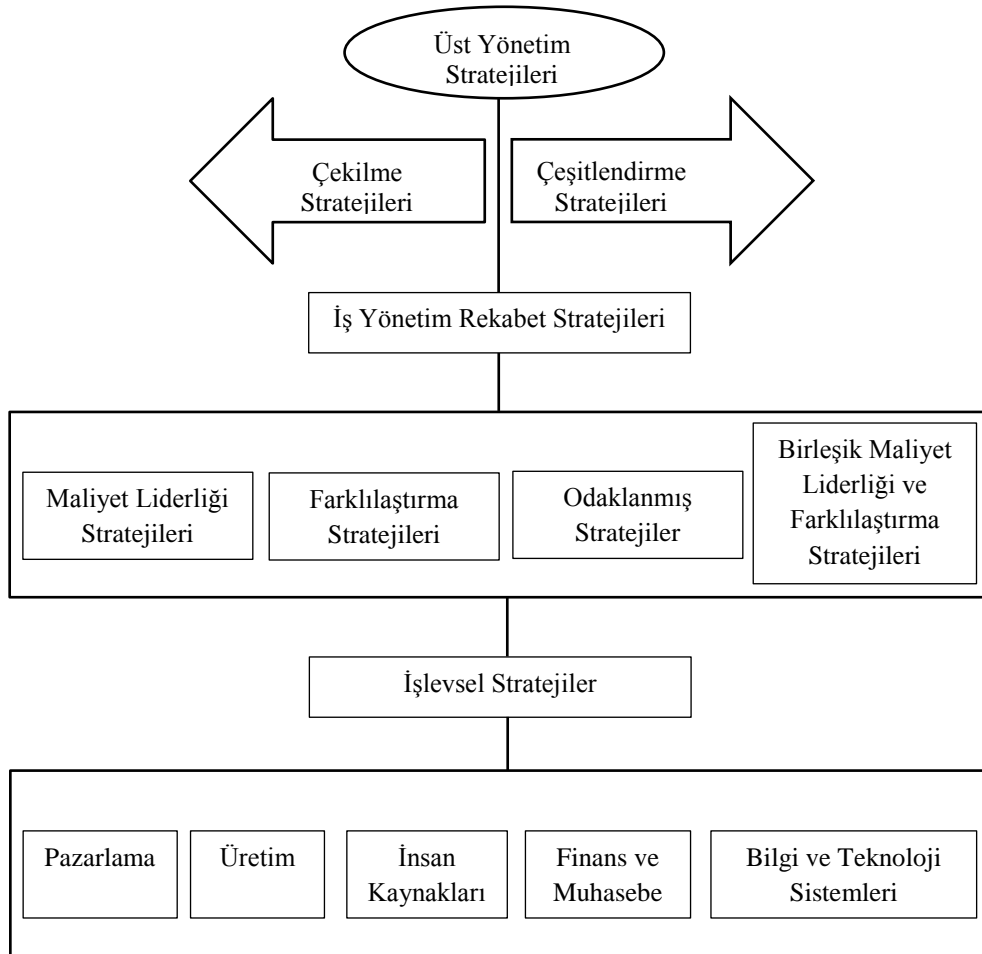 Üst Yönetim
Stratejileri
Çekilme
Stratejileri
Çeşitlendirme
Stratejileri
İş Yönetim Rekabet Stratejileri
Maliyet Liderliği
Stratejileri
Farklılaştırma
Stratejileri
Odaklanmış
Stratejiler
Birleşik Maliyet
Liderliği ve
Farklılaştırma
Stratejileri
İşlevsel Stratejiler
Pazarlama
Üretim
İnsan
Kaynakları
Finans ve
Muhasebe
Bilgi ve Teknoloji
Sistemleri